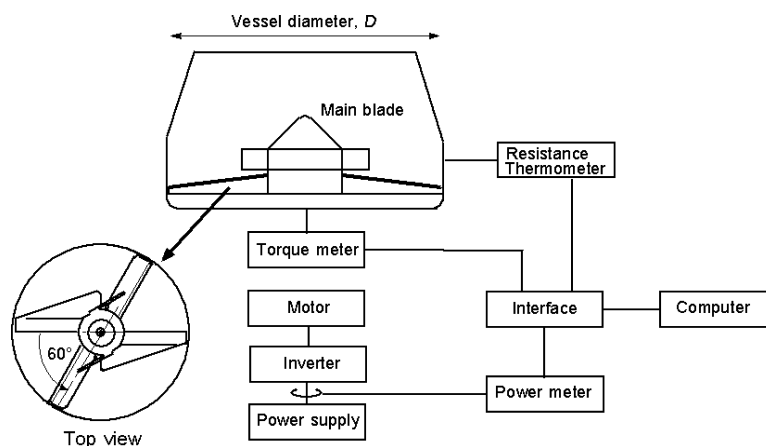 Vessel diameter, D
Main blade
Resistance
Thermometer
Torque meter
Motor
Interface
Computer
60°
Inverter
Power meter
Power supply
Top view